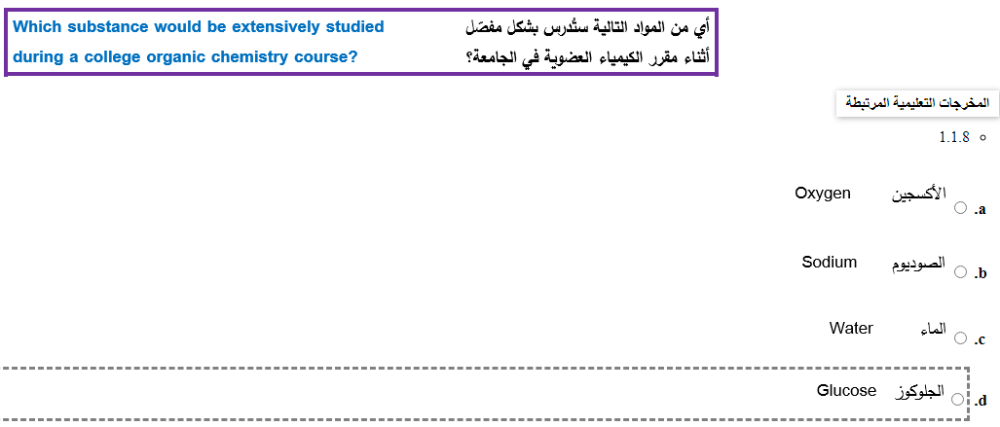 Which substance would be extensively studied
during a college organic chemistry course?
أي من المواد التالية ستُدرس بشكل مفصّل
أثناء مقرر الكيمياء العضوية في الجامعة؟
المخرجات التعليمية المرتبطة
1.1.8
a. الأكسجين Oxygen
b. الصوديوم Sodium
c. الماء Water
d. الجلوكوز Glucose